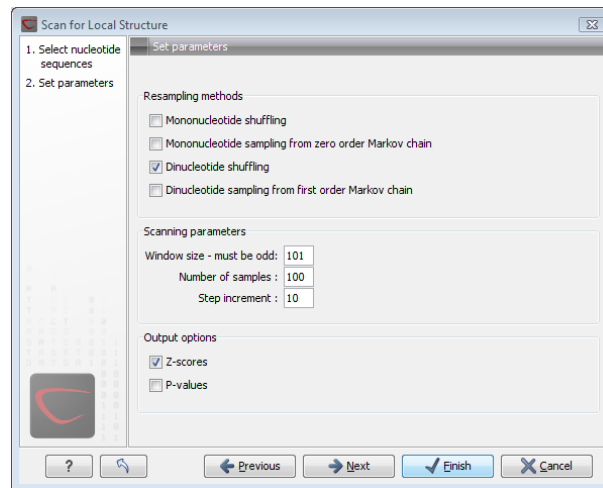 Scan for Local Structure
1. Select nucleotide
sequences
2. Set parameters
Set parameters
Resampling methods
Mononucleotide shuffling
Mononucleotide sampling from zero order Markov chain
Dinucleotide shuffling
Dinucleotide sampling from first order Markov chain
Scanning parameters
Window size - must be odd: 101
Number of samples : 100
Step increment : 10
Output options
Z-scores
P-values
? Previous Next Finish Cancel